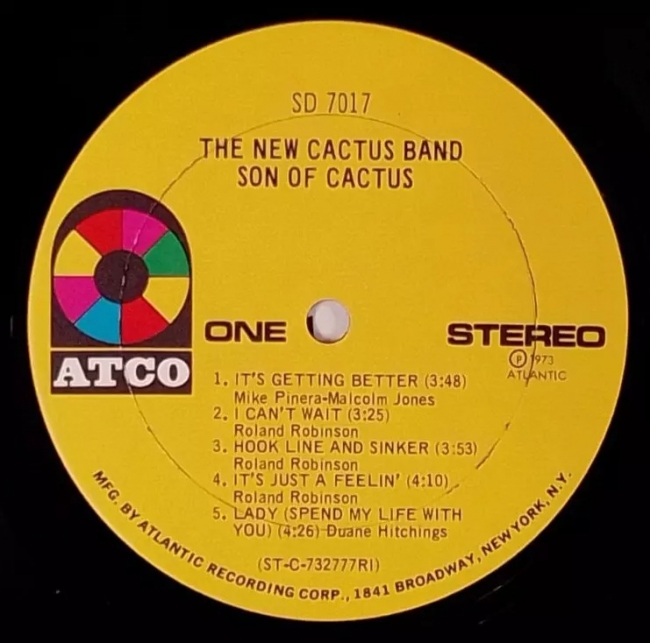 SD 7017
THE NEW CACTUS BAND
SON OF CACTUS
ATCO
ONE
STEREO
Ⓟ 1973
ATLANTIC
1. IT'S GETTING BETTER (3:48)
Mike Pinera-Malcolm Jones
2. I CAN'T WAIT (3:25)
Roland Robinson
3. HOOK LINE AND SINKER (3:53)
Roland Robinson
4. IT'S JUST A FEELIN' (4:10)
Roland Robinson
5. LADY (SPEND MY LIFE WITH
YOU) (4:26) Duane Hitchings
(ST-C-732777RI)
MFG. BY ATLANTIC RECORDING CORP., 1841 BROADWAY, NEW YORK, N.Y.